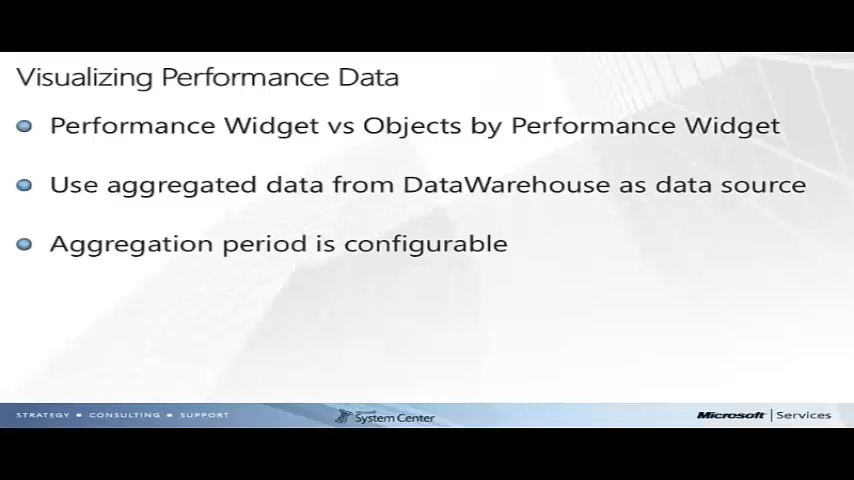 Visualizing Performance Data
Performance Widget vs Objects by Performance Widget
Use aggregated data from DataWarehouse as data source
Aggregation period is configurable
STRATEGY ▪ CONSULTING ▪ SUPPORT
Microsoft
System Center
Microsoft | Services